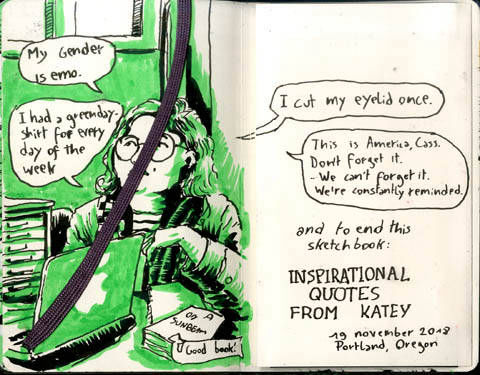 My Gender
is emo.
I had a greenday-
shirt for every
day of the
week
ON A
SUNBEAM
Good book!
I cut my eyelid once.
This is America, Cass.
Don't forget it.
- We can't forget it.
We're constantly reminded.
and to end this
sketchbook:
INSPIRATIONAL
QUOTES
FROM KATEY
19 november 2018
Portland, Oregon